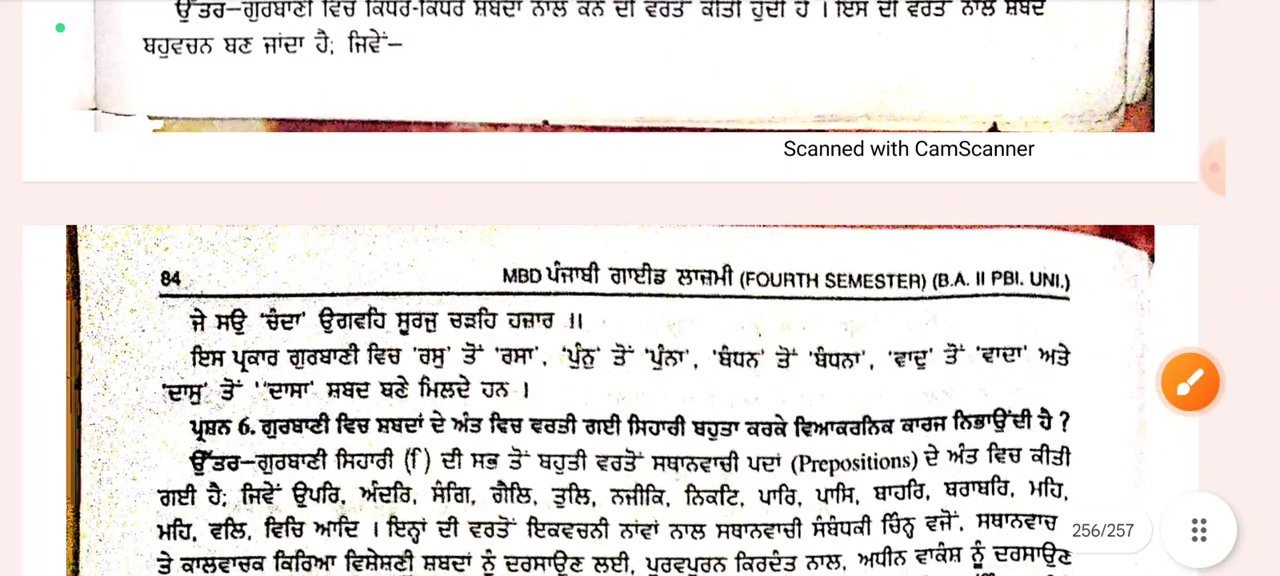 ਉੱਤਰ–ਗੁਰਬਾਣੀ ਵਿਚ ਕਿਧਰੇ-ਕਿਧਰੇ ਸ਼ਬਦਾਂ ਨਾਲ ਕੰਨੇ ਦੀ ਵਰਤੋਂ ਕੀਤੀ ਹੁੰਦੀ ਹੈ । ਇਸ ਦੀ ਵਰਤੋਂ ਨਾਲ ਸ਼ਬਦ
ਬਹੁਵਚਨ ਬਣ ਜਾਂਦਾ ਹੈ; ਜਿਵੇਂ–
Scanned with CamScanner
84 MBD ਪੰਜਾਬੀ ਗਾਈਡ ਲਾਜ਼ਮੀ (FOURTH SEMESTER) (B.A. II PBI. UNI.)
ਜੇ ਸਉ ‘ਚੰਦਾ’ ਉਗਵਹਿ ਸੂਰਜੁ ਚੜਹਿ ਹਜ਼ਾਰ ॥
ਇਸ ਪ੍ਰਕਾਰ ਗੁਰਬਾਣੀ ਵਿਚ ‘ਰਸੁ’ ਤੋਂ ‘ਰਸਾ’, ‘ਪੁੰਨੁ’ ਤੋਂ ‘ਪੁੰਨਾ’, ‘ਬੰਧਨ’ ਤੋਂ ‘ਬੰਧਨਾ’, ‘ਵਾਦੁ’ ਤੋਂ ‘ਵਾਦਾ’ ਅਤੇ
‘ਦਾਸੁ’ ਤੋਂ ‘ਦਾਸਾ’ ਸ਼ਬਦ ਬਣੇ ਮਿਲਦੇ ਹਨ ।
ਪ੍ਰਸ਼ਨ 6. ਗੁਰਬਾਣੀ ਵਿਚ ਸ਼ਬਦਾਂ ਦੇ ਅੰਤ ਵਿਚ ਵਰਤੀ ਗਈ ਸਿਹਾਰੀ ਬਹੁਤਾ ਕਰਕੇ ਵਿਆਕਰਨਿਕ ਕਾਰਜ ਨਿਭਾਉਂਦੀ ਹੈ ?
ਉੱਤਰ–ਗੁਰਬਾਣੀ ਸਿਹਾਰੀ (ਿ) ਦੀ ਸਭ ਤੋਂ ਬਹੁਤੀ ਵਰਤੋਂ ਸਥਾਨਵਾਚੀ ਪਦਾਂ (Prepositions) ਦੇ ਅੰਤ ਵਿਚ ਕੀਤੀ
ਗਈ ਹੈ; ਜਿਵੇਂ ਉਪਰਿ, ਅੰਦਰਿ, ਸੰਗਿ, ਗੈਲਿ, ਤੁਲਿ, ਨਜੀਕਿ, ਨਿਕਟਿ, ਪਾਰਿ, ਪਾਸਿ, ਬਾਹਰਿ, ਬਰਾਬਰਿ, ਮਹਿ,
ਮਹਿ, ਵਲਿ, ਵਿਚਿ ਆਦਿ । ਇਨ੍ਹਾਂ ਦੀ ਵਰਤੋਂ ਇਕਵਚਨੀ ਨਾਂਵਾਂ ਨਾਲ ਸਥਾਨਵਾਚੀ ਸੰਬੰਧਕੀ ਚਿੰਨ੍ਹ ਵਜੋਂ, ਸਥਾਨਵਾਚ
ਤੇ ਕਾਲਵਾਚਕ ਕਿਰਿਆ ਵਿਸ਼ੇਸ਼ਣੀ ਸ਼ਬਦਾਂ ਨੂੰ ਦਰਸਾਉਣ ਲਈ, ਪੂਰਵਪੂਰਨ ਕਿਰਦੰਤ ਨਾਲ, ਅਧੀਨ ਵਾਕੰਸ਼ ਨੂੰ ਦਰਸਾਉਣ
256/257